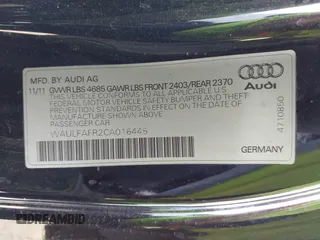 MFD. BY AUDI AG
11/11 GVWR LBS 4685 GAWR LBS FRONT 2403/REAR 2370
THIS VEHICLE CONFORMS TO ALL APPLICABLE U.S.
FEDERAL MOTOR VEHICLE SAFETY BUMPER AND THEFT
STANDARDS IN EFFECT ON THE DATE OF
MANUFACTURE SHOWN ABOVE
PASSENGER CAR
WAULFAFR2CA016445
GERMANY
Audi
4710850
DREAMBID